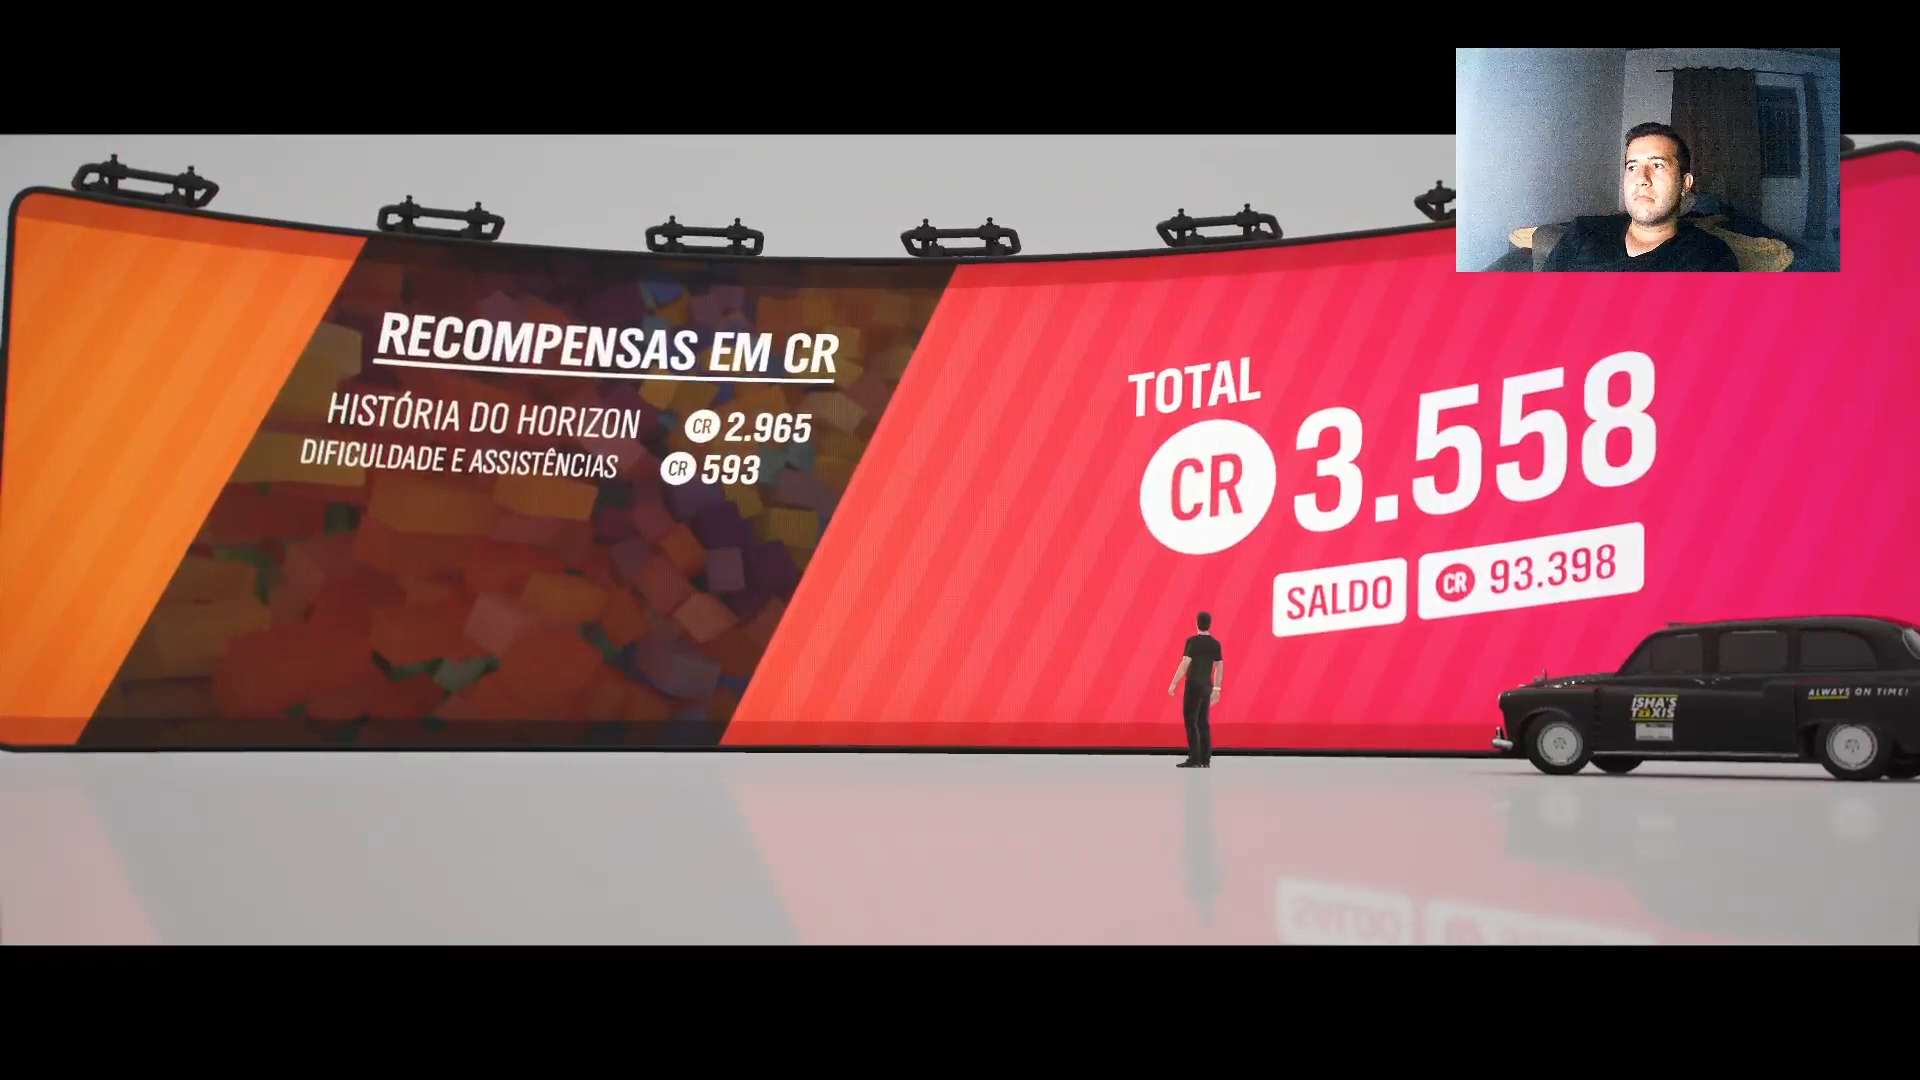 RECOMPENSAS EM CR
HISTÓRIA DO HORIZON CR 2.965
DIFICULDADE E ASSISTÊNCIAS CR 593
TOTAL
CR 3.558
SALDO CR 93.398
ISHA'S
TAXIS
ALWAYS ON TIME!
SALDO